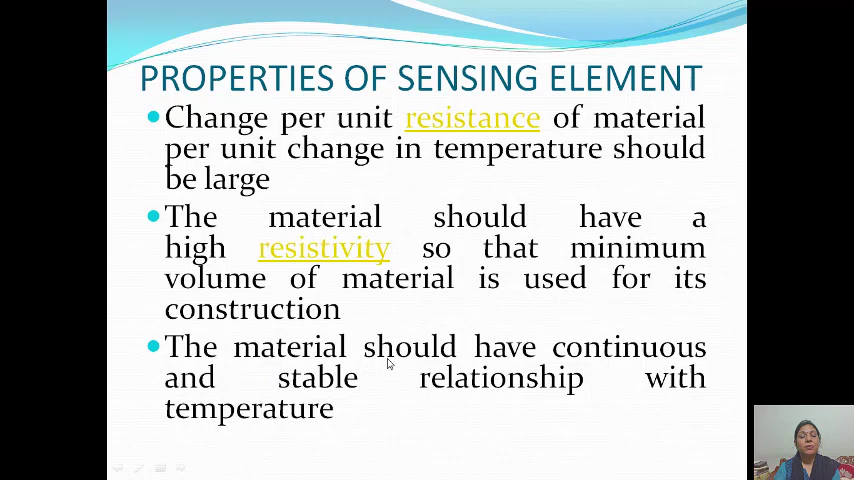 PROPERTIES OF SENSING ELEMENT
•Change per unit resistance of material
per unit change in temperature should
be large
•The material should have a
high resistivity so that minimum
volume of material is used for its
construction
•The material should have continuous
and stable relationship with
temperature